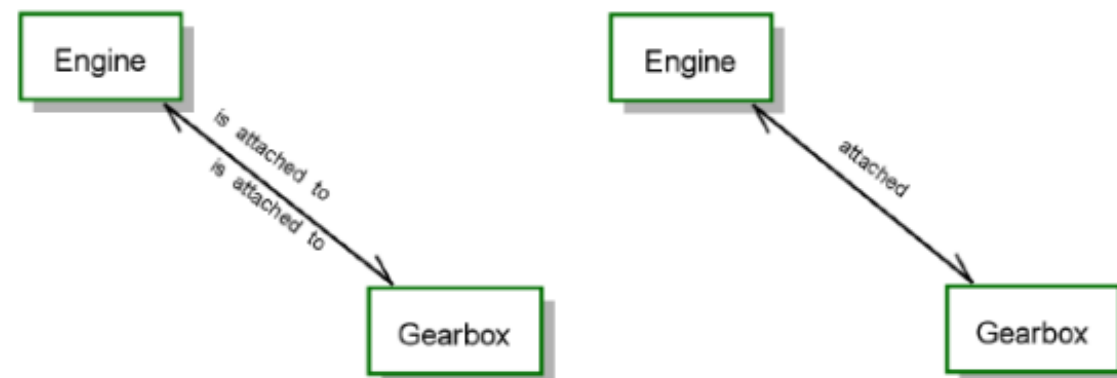 Engine
is attached to
is attached to
Gearbox
Engine
attached
Gearbox